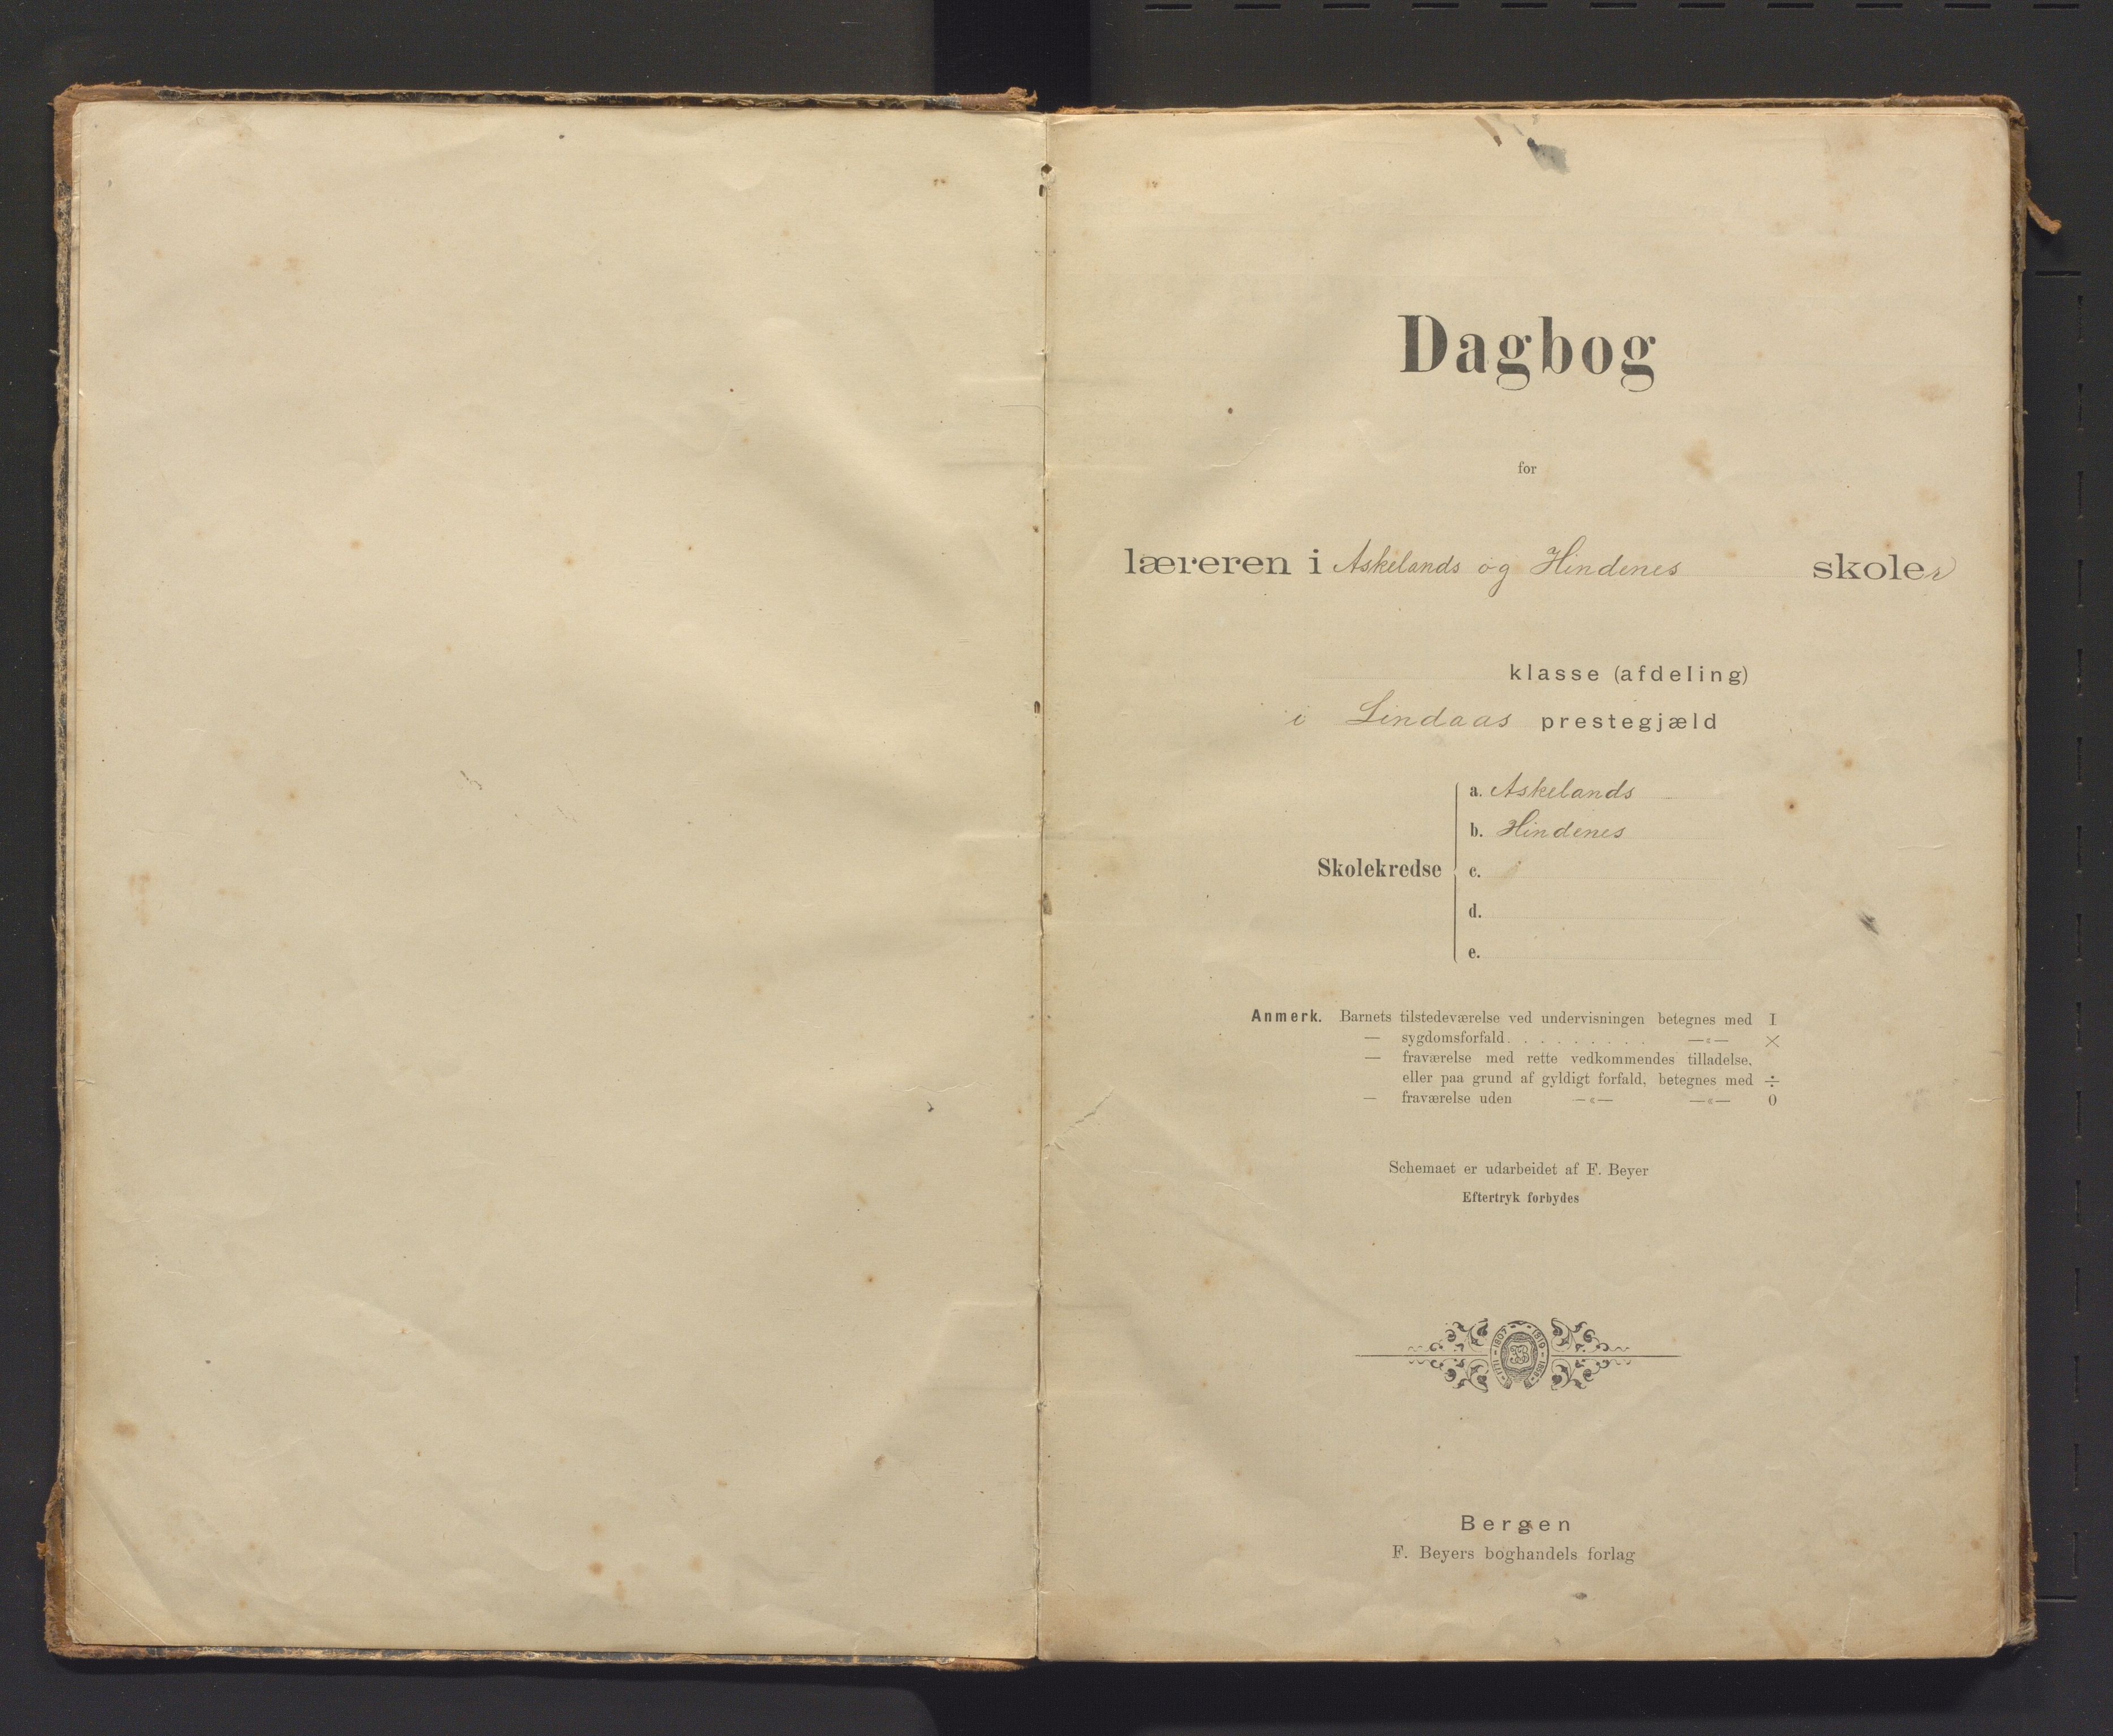 Dagbog
for
læreren i Askelands og Hindenes skoler
klasse (afdeling)
i Lindaas prestegjæld
Skolekredse
a. Askelands
b. Hindenes
c.
d.
e.
Anmerk. Barnets tilstedeværelse ved undervisningen betegnes med I
— sygdomsforfald . . . . . . . . . —«— ×
— fraværelse med rette vedkommendes tilladelse,
eller paa grund af gyldigt forfald, betegnes med ÷
— fraværelse uden —«— —«— 0
Schemaet er udarbeidet af F. Beyer
Eftertryk forbydes
Bergen
F. Beyers boghandels forlag